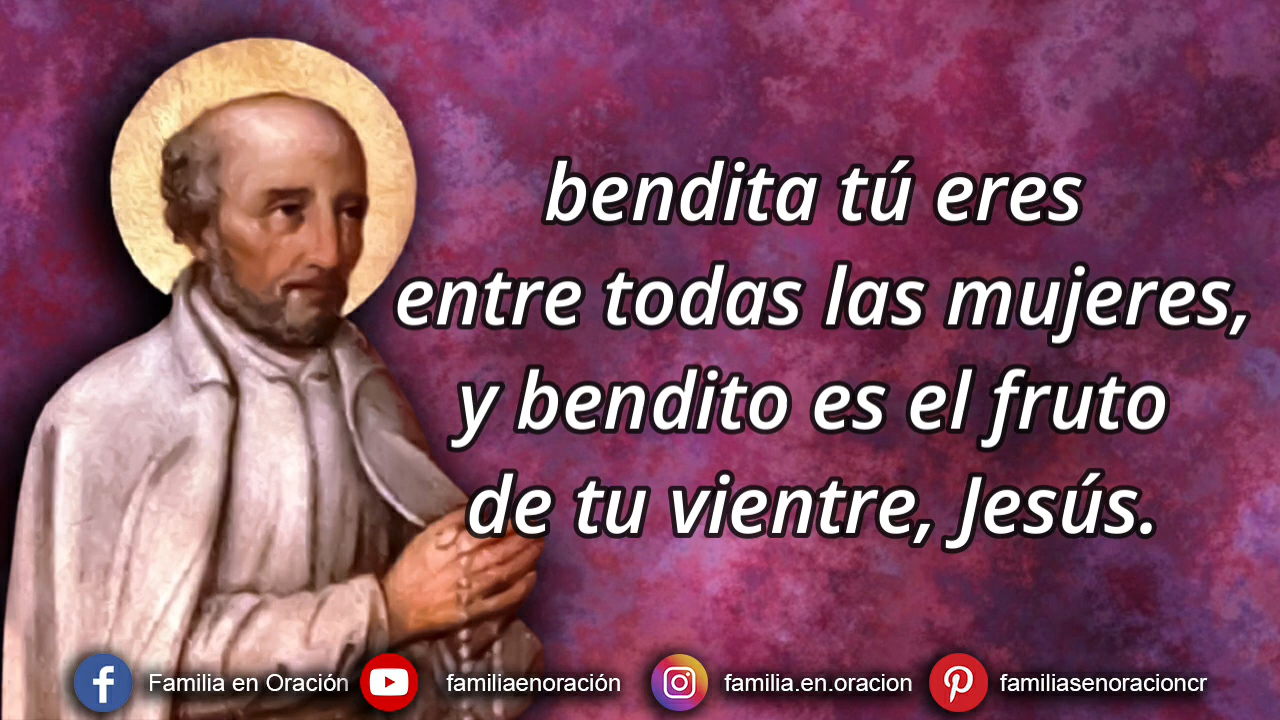 bendita tú eres
entre todas las mujeres,
y bendito es el fruto
de tu vientre, Jesús.
Familia en Oración familiaenoración familia.en.oracion familiasenoracioncr